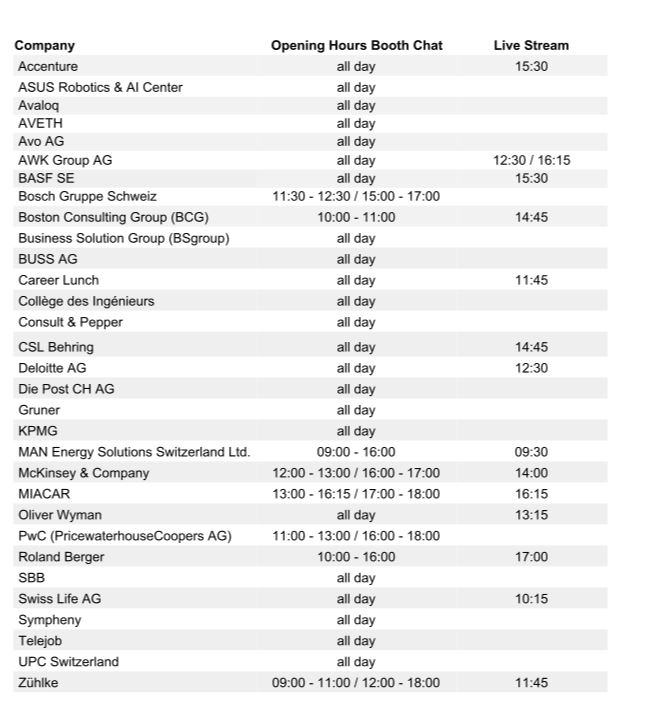 Company Opening Hours Booth Chat Live Stream
Accenture all day 15:30
ASUS Robotics & AI Center all day
Avaloq all day
AVETH all day
Avo AG all day
AWK Group AG all day 12:30 / 16:15
BASF SE all day 15:30
Bosch Gruppe Schweiz 11:30 - 12:30 / 15:00 - 17:00
Boston Consulting Group (BCG) 10:00 - 11:00 14:45
Business Solution Group (BSgroup) all day
BUSS AG all day
Career Lunch all day 11:45
Collège des Ingénieurs all day
Consult & Pepper all day
CSL Behring all day 14:45
Deloitte AG all day 12:30
Die Post CH AG all day
Gruner all day
KPMG all day
MAN Energy Solutions Switzerland Ltd. 09:00 - 16:00 09:30
McKinsey & Company 12:00 - 13:00 / 16:00 - 17:00 14:00
MIACAR 13:00 - 16:15 / 17:00 - 18:00 16:15
Oliver Wyman all day 13:15
PwC (PricewaterhouseCoopers AG) 11:00 - 13:00 / 16:00 - 18:00
Roland Berger 10:00 - 16:00 17:00
SBB all day
Swiss Life AG all day 10:15
Sympheny all day
Telejob all day
UPC Switzerland all day
Zühlke 09:00 - 11:00 / 12:00 - 18:00 11:45